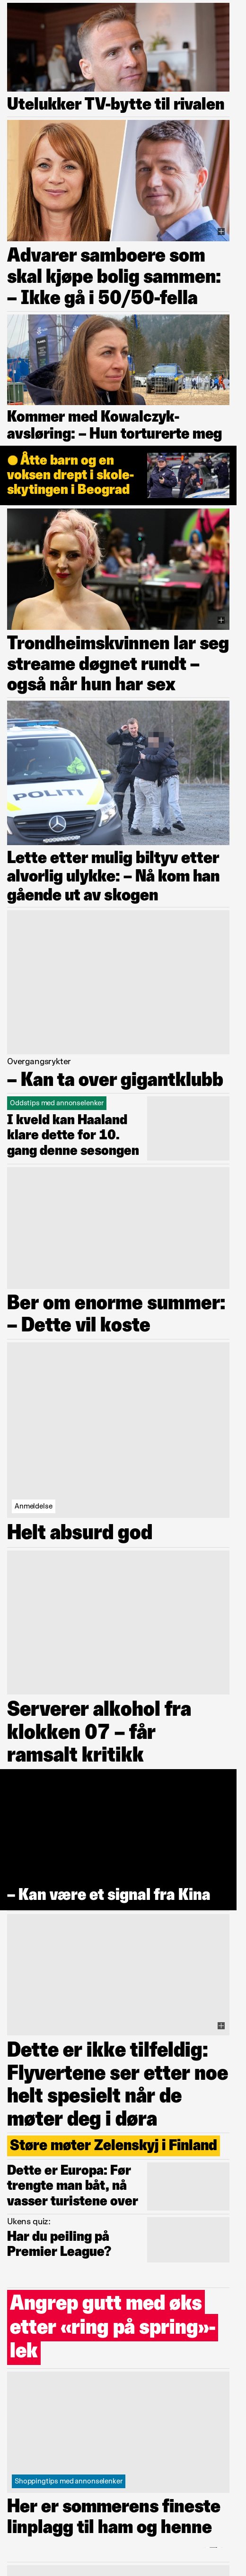 Utelukker TV-bytte til rivalen
Advarer samboere som
skal kjøpe bolig sammen:
– Ikke gå i 50/50-fella
Kommer med Kowalczyk-
avsløring: – Hun torturerte meg
Åtte barn og en
voksen drept i skole-
skytingen i Beograd
Trondheimskvinnen lar seg
streame døgnet rundt –
også når hun har sex
POLITI
Lette etter mulig biltyv etter
alvorlig ulykke: – Nå kom han
gående ut av skogen
Overgangsrykter
– Kan ta over gigantklubb
Oddstips med annonselenker
I kveld kan Haaland
klare dette for 10.
gang denne sesongen
Ber om enorme summer:
– Dette vil koste
Anmeldelse
Helt absurd god
Serverer alkohol fra
klokken 07 – får
ramsalt kritikk
– Kan være et signal fra Kina
Dette er ikke tilfeldig:
Flyvertene ser etter noe
helt spesielt når de
møter deg i døra
Støre møter Zelenskyj i Finland
Dette er Europa: Før
trengte man båt, nå
vasser turistene over
Ukens quiz:
Har du peiling på
Premier League?
Angrep gutt med øks
etter «ring på spring»-
lek
Shoppingtips med annonselenker
Her er sommerens fineste
linplagg til ham og henne